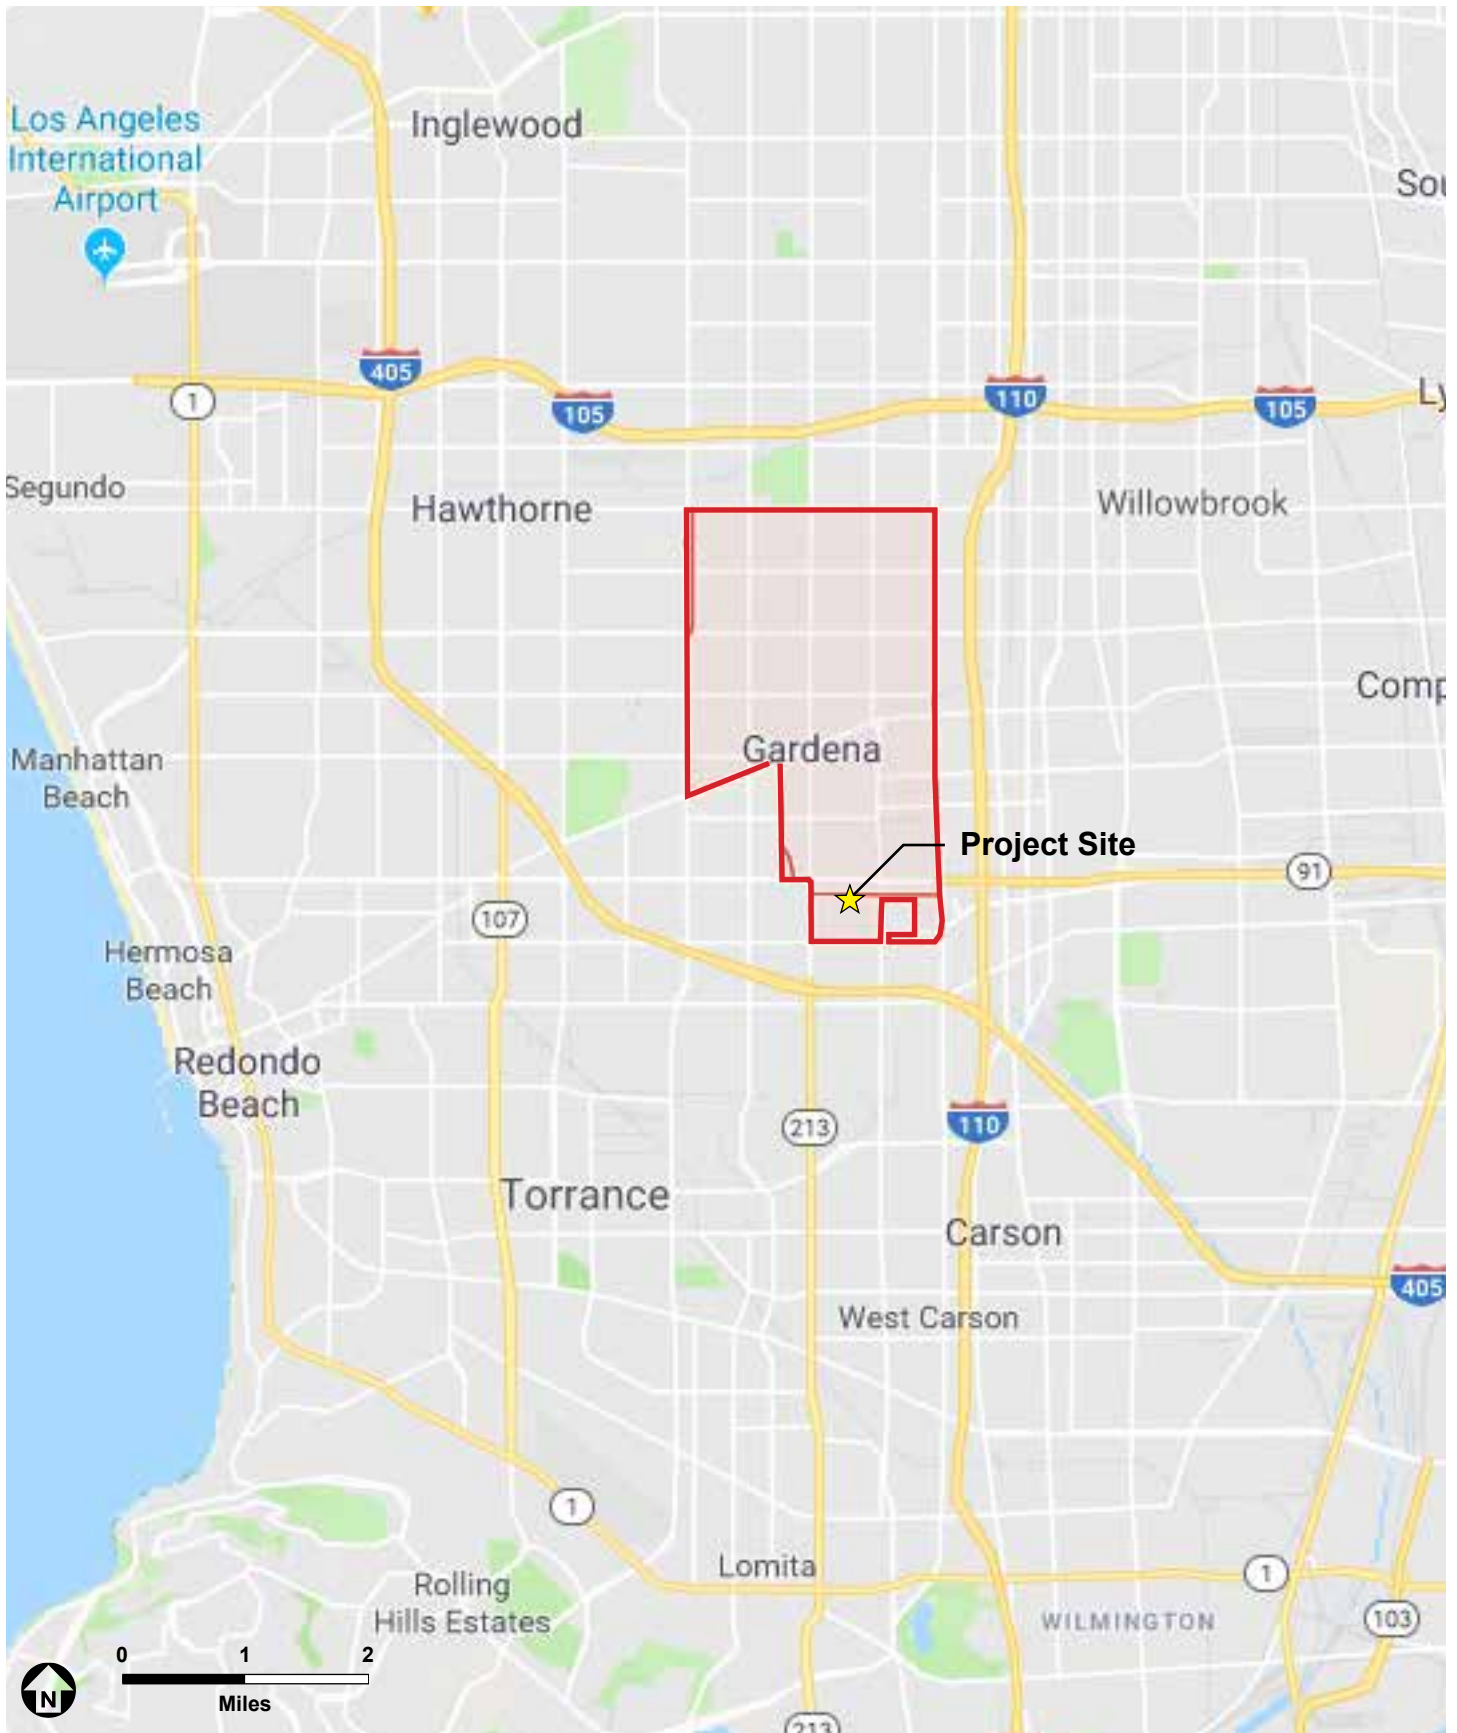 Los Angeles
International
Airport
Inglewood
Sou
405
1
105
110
105
Ly
Segundo
Hawthorne
Willowbrook
Comp
Manhattan
Beach
Gardena
Project Site
91
107
Hermosa
Beach
Redondo
Beach
213
110
Torrance
Carson
405
West Carson
1
Lomita
1
Rolling
Hills Estates
WILMINGTON
103
0 1 2
Miles
N
213